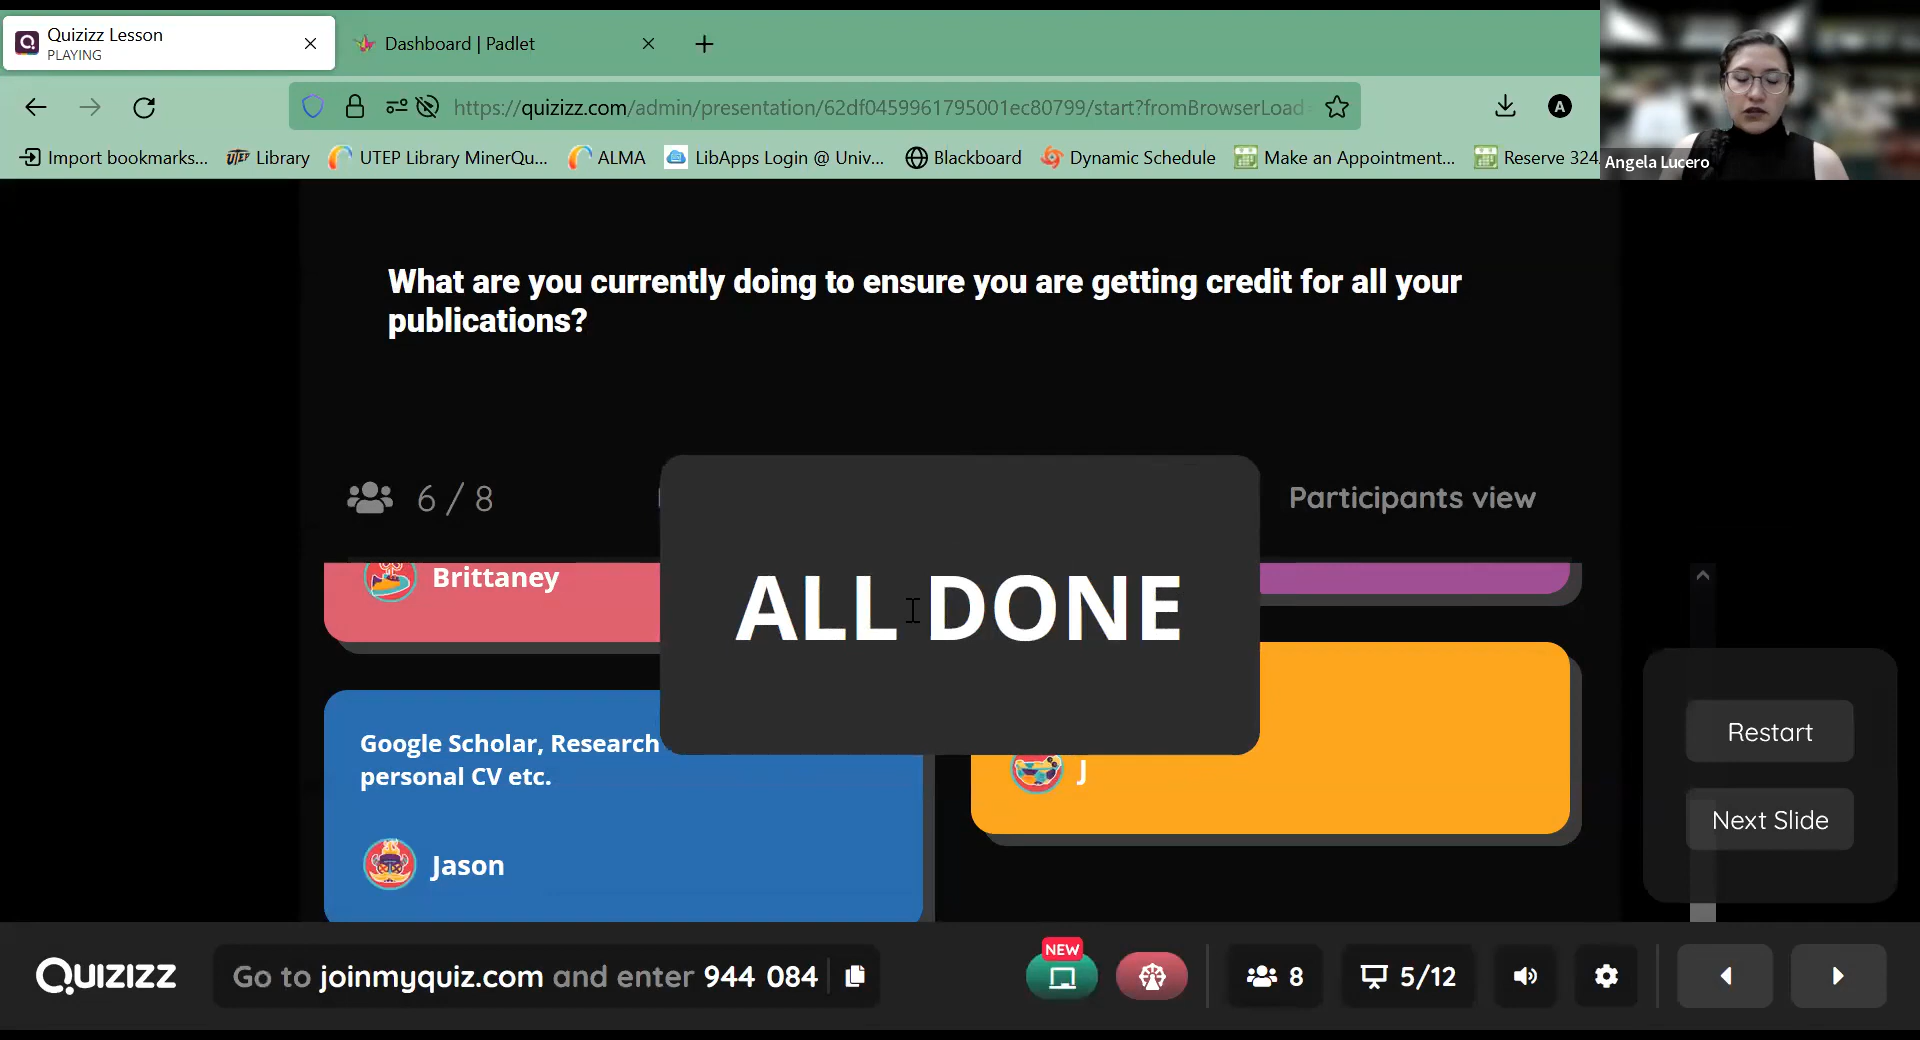 Quizizz Lesson
PLAYING
Dashboard | Padlet
https://quizizz.com/admin/presentation/62df0459961795001ec80799/start?fromBrowserLoad
A
Import bookmarks...
UTEP Library
UTEP Library MinerQu...
ALMA
LibApps Login @ Univ...
Blackboard
Dynamic Schedule
Make an Appointment...
Reserve 324
Angela Lucero
What are you currently doing to ensure you are getting credit for all your
publications?
6 / 8
Participants view
Brittaney
ALL DONE
Google Scholar, Research
personal CV etc.
J
Jason
Restart
Next Slide
NEW
QUIZIZZ
Go to joinmyquiz.com and enter 944 084
8
5/12